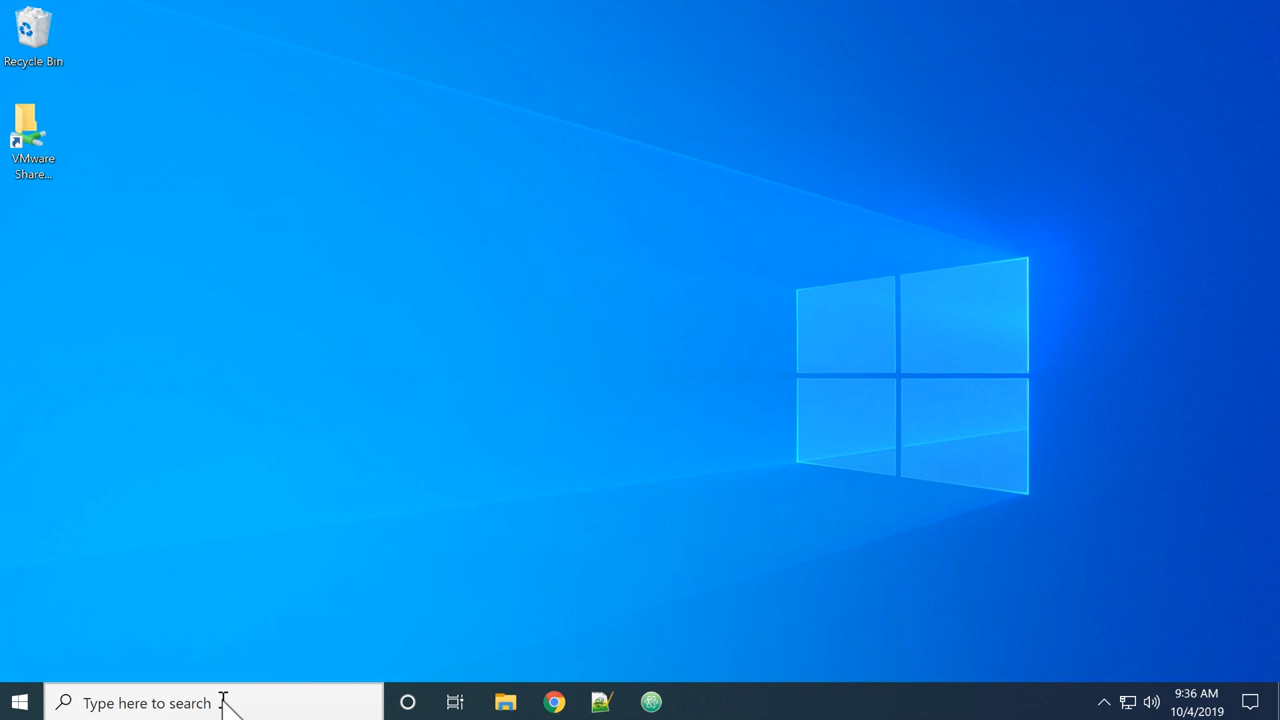 Recycle Bin
VMware
Share...
Type here to search
9:36 AM
10/4/2019